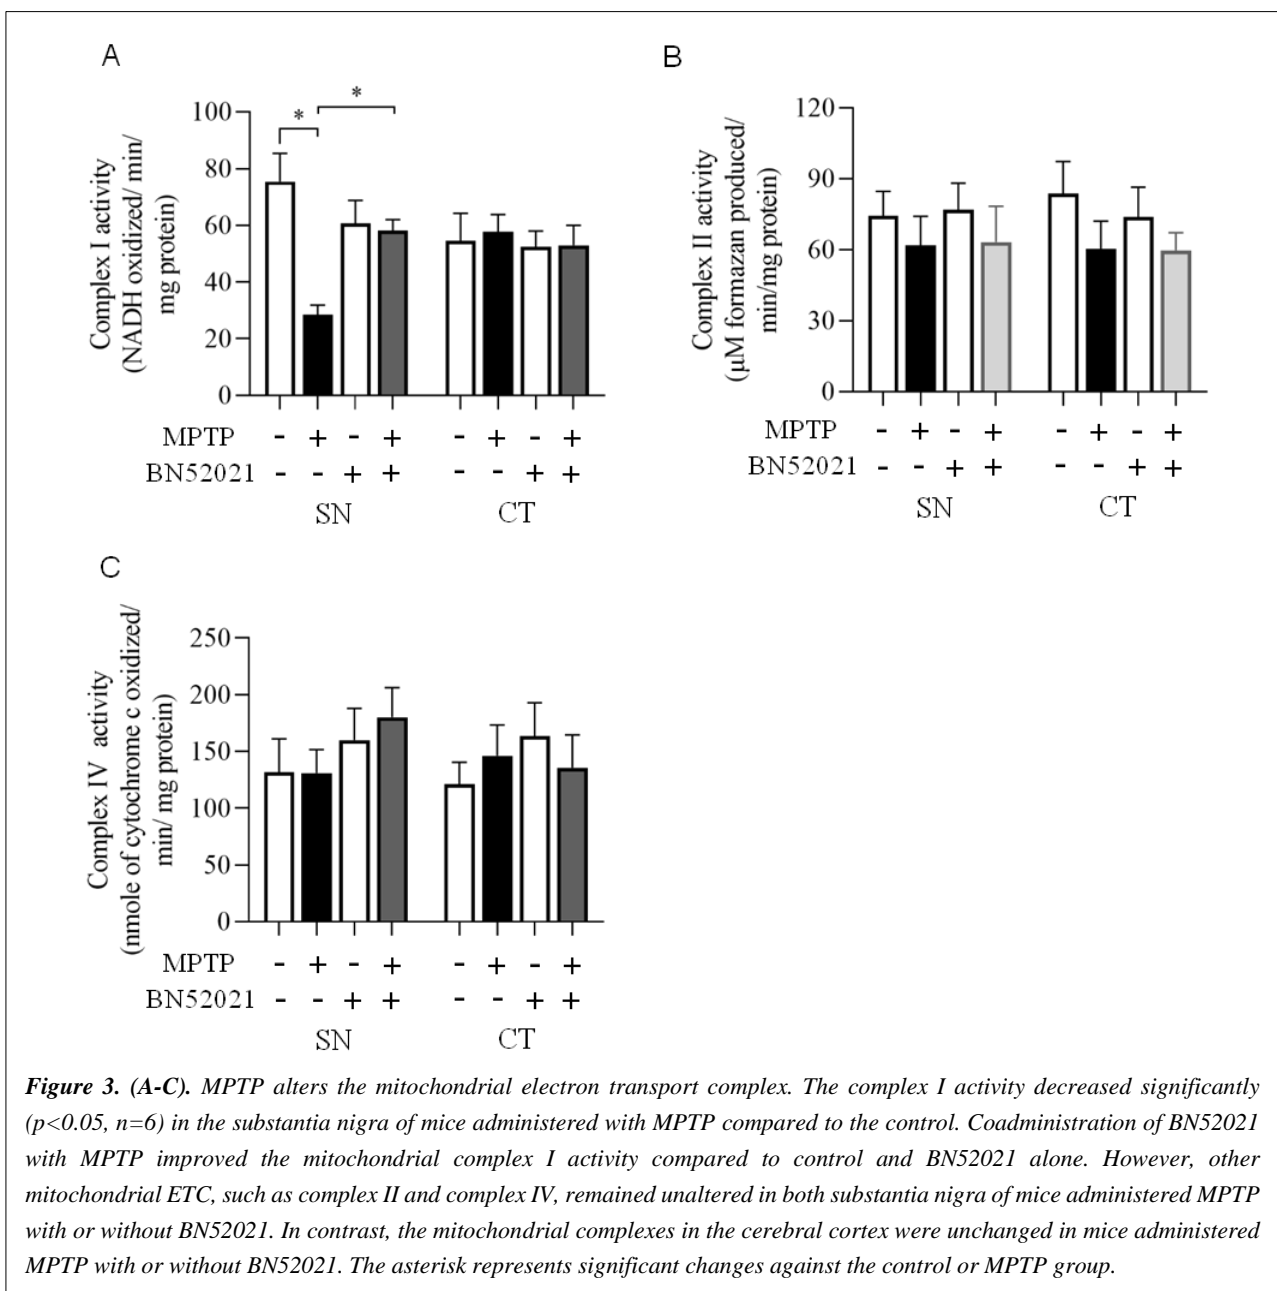 A
Complex I activity
(NADH oxidized/ min/
mg protein)
100
80
60
40
20
0
*
*
MPTP - + - + - + - +
BN52021 - - + + - - + +
SN CT
B
Complex II activity
(µM formazan produced/
min/mg protein)
120
90
60
30
0
MPTP - + - + - + - +
BN52021 - - + + - - + +
SN CT
C
Complex IV activity
(nmole of cytochrome c oxidized/
min/ mg protein)
250
200
150
100
50
0
MPTP - + - + - + - +
BN52021 - - + + - - + +
SN CT
Figure 3. (A-C). MPTP alters the mitochondrial electron transport complex. The complex I activity decreased significantly
(p<0.05, n=6) in the substantia nigra of mice administered with MPTP compared to the control. Coadministration of BN52021
with MPTP improved the mitochondrial complex I activity compared to control and BN52021 alone. However, other
mitochondrial ETC, such as complex II and complex IV, remained unaltered in both substantia nigra of mice administered MPTP
with or without BN52021. In contrast, the mitochondrial complexes in the cerebral cortex were unchanged in mice administered
MPTP with or without BN52021. The asterisk represents significant changes against the control or MPTP group.